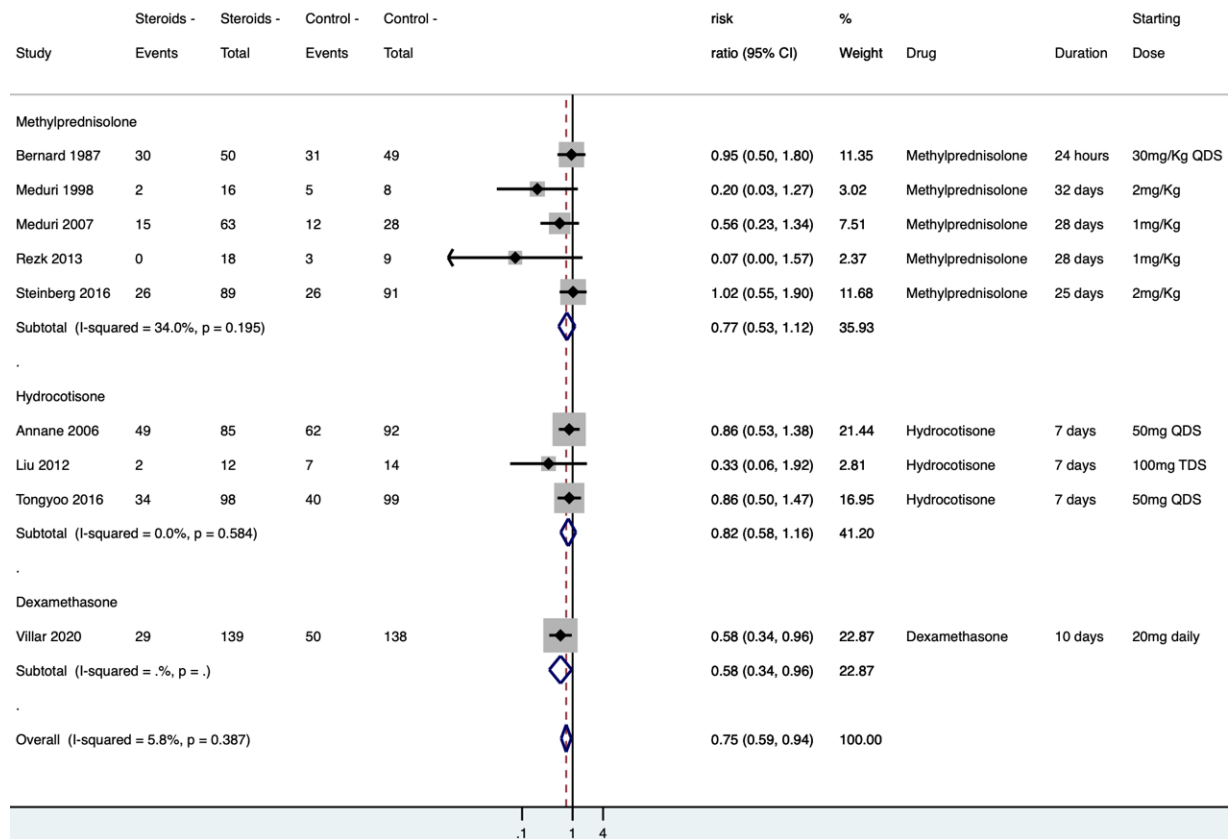 Steroids - Steroids - Control - Control - risk % Starting
Study Events Total Events Total ratio (95% CI) Weight Drug Duration Dose
Methylprednisolone
Bernard 1987 30 50 31 49 0.95 (0.50, 1.80) 11.35 Methylprednisolone 24 hours 30mg/Kg QDS
Meduri 1998 2 16 5 8 0.20 (0.03, 1.27) 3.02 Methylprednisolone 32 days 2mg/Kg
Meduri 2007 15 63 12 28 0.56 (0.23, 1.34) 7.51 Methylprednisolone 28 days 1mg/Kg
Rezk 2013 0 18 3 9 0.07 (0.00, 1.57) 2.37 Methylprednisolone 28 days 1mg/Kg
Steinberg 2016 26 89 26 91 1.02 (0.55, 1.90) 11.68 Methylprednisolone 25 days 2mg/Kg
Subtotal (I-squared = 34.0%, p = 0.195) 0.77 (0.53, 1.12) 35.93
.
Hydrocotisone
Annane 2006 49 85 62 92 0.86 (0.53, 1.38) 21.44 Hydrocotisone 7 days 50mg QDS
Liu 2012 2 12 7 14 0.33 (0.06, 1.92) 2.81 Hydrocotisone 7 days 100mg TDS
Tongyoo 2016 34 98 40 99 0.86 (0.50, 1.47) 16.95 Hydrocotisone 7 days 50mg QDS
Subtotal (I-squared = 0.0%, p = 0.584) 0.82 (0.58, 1.16) 41.20
.
Dexamethasone
Villar 2020 29 139 50 138 0.58 (0.34, 0.96) 22.87 Dexamethasone 10 days 20mg daily
Subtotal (I-squared = .%, p = .) 0.58 (0.34, 0.96) 22.87
.
Overall (I-squared = 5.8%, p = 0.387) 0.75 (0.59, 0.94) 100.00
.1 1 4